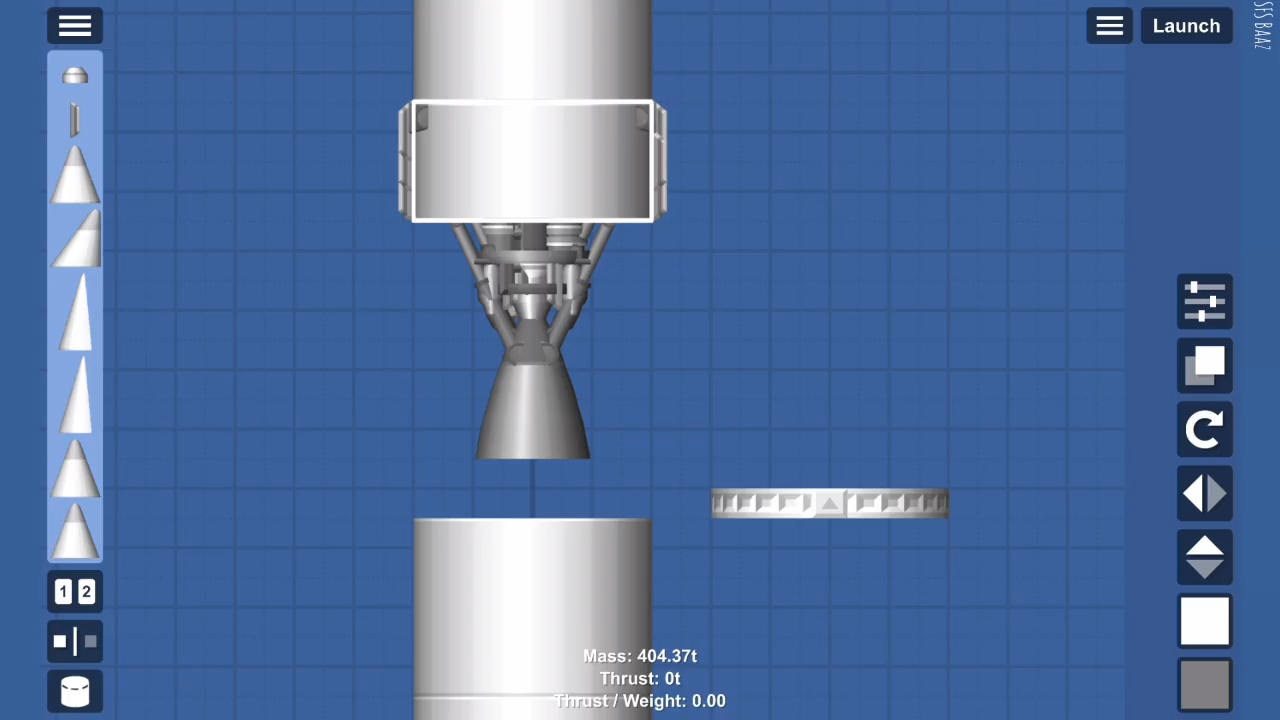 Launch
SFS BAAZ
1 2
Mass: 404.37t
Thrust: 0t
Thrust / Weight: 0.00